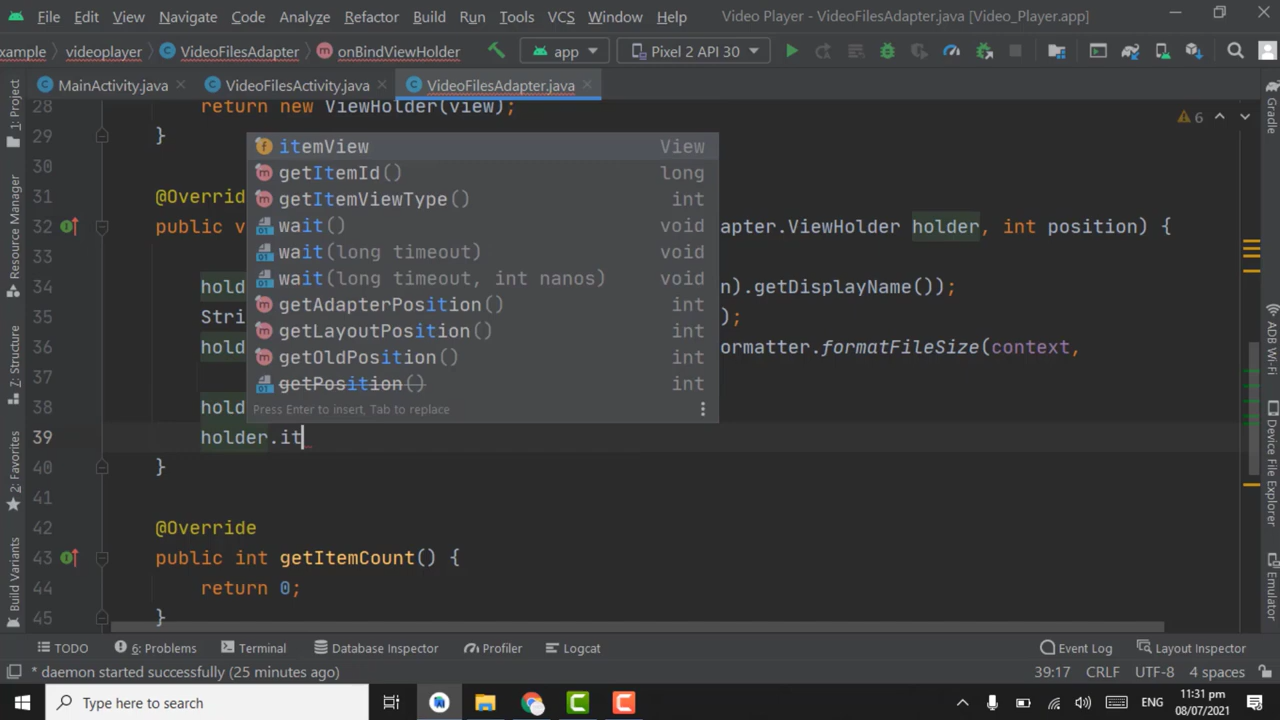 File Edit View Navigate Code Analyze Refactor Build Run Tools VCS Window Help Video Player - VideoFilesAdapter.java [Video_Player.app]
example videoplayer VideoFilesAdapter onBindViewHolder app Pixel 2 API 30
MainActivity.java VideoFilesActivity.java VideoFilesAdapter.java
1: Project
Resource Manager
7: Structure
2: Favorites
Build Variants
28 return new ViewHolder(view);
29 }
30
31 @Override
32 public v apter.ViewHolder holder, int position) {
33
34 hold n).getDisplayName());
35 Stri );
36 hold ormatter.formatFileSize(context,
37
38 hold
39 holder.it
40 }
41
42 @Override
43 public int getItemCount() {
44 return 0;
45 }
6
itemView View
getItemId() long
getItemViewType() int
wait() void
wait(long timeout) void
wait(long timeout, int nanos) void
getAdapterPosition() int
getLayoutPosition() int
getOldPosition() int
getPosition() int
Press Enter to insert, Tab to replace
Gradle
ADB Wi-Fi
Device File Explorer
Emulator
TODO 6: Problems Terminal Database Inspector Profiler Logcat Event Log Layout Inspector
* daemon started successfully (25 minutes ago) 39:17 CRLF UTF-8 4 spaces
Type here to search ENG 11:31 pm
08/07/2021